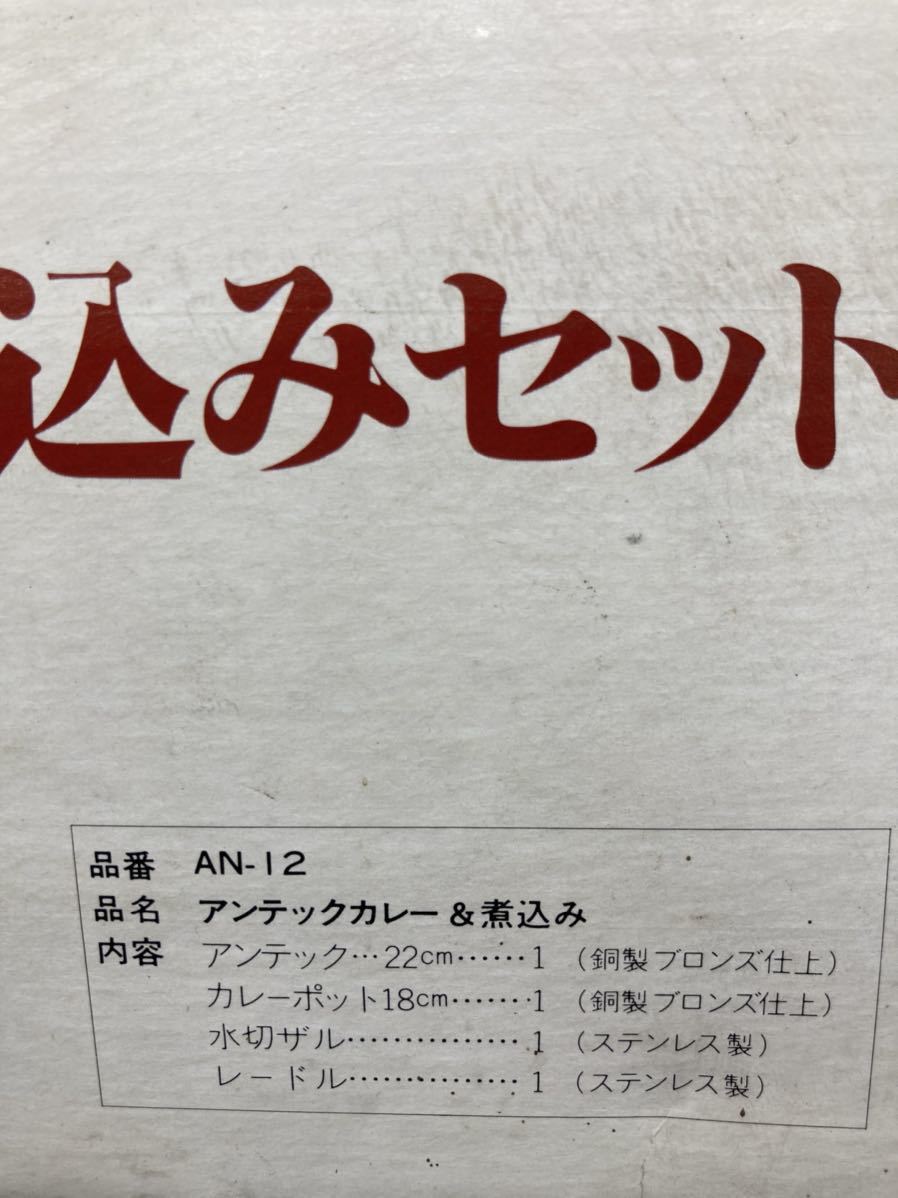 込みセット
品番 AN-12
品名 アンテックカレー&煮込み
内容 アンテック…22cm……1 (銅製ブロンズ仕上)
カレーポット18cm……1 (銅製ブロンズ仕上)
水切ザル……………1 (ステンレス製)
レードル……………1 (ステンレス製)